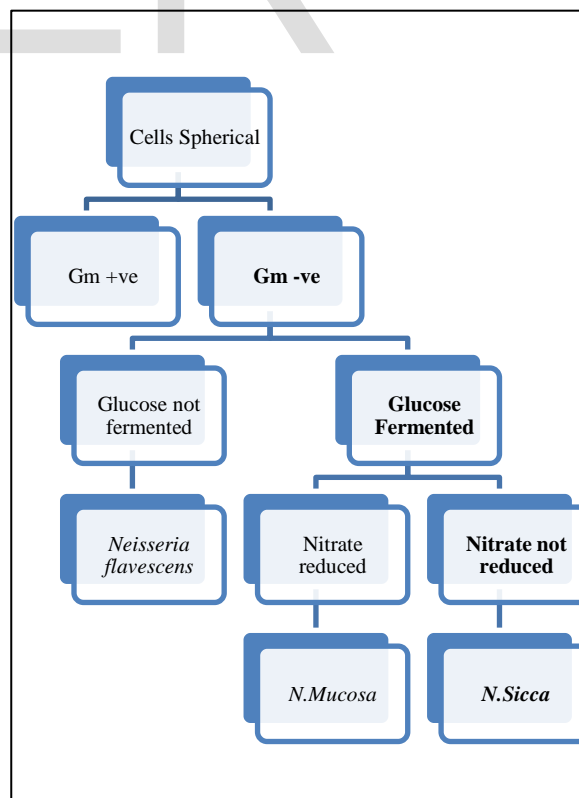 Cells Spherical
Gm +ve
Gm -ve
Glucose not
fermented
Glucose
Fermented
Neisseria
flavescens
Nitrate
reduced
Nitrate not
reduced
N.Mucosa
N.Sicca